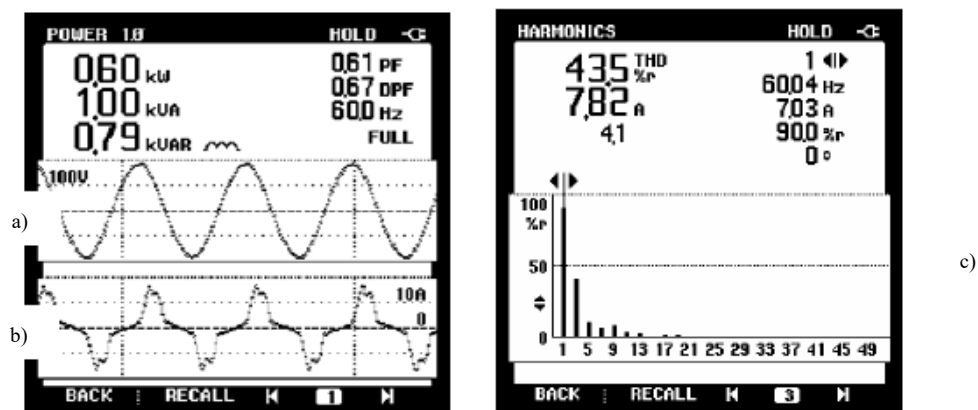 POWER 1.0 HOLD
0,60 kW 0,61 PF
1,00 kVA 0,67 DPF
0,79 kVAR 60,0 Hz
FULL
100V
a)
10A
0
b)
BACK RECALL 1
HARMONICS HOLD
43,5 THD %r 1
7,82 A 60,04 Hz
4,1 7,03 A
90,0 %r
0 °
100
%r
50
0
1 5 9 13 17 21 25 29 33 37 41 45 49
BACK RECALL 3
c)